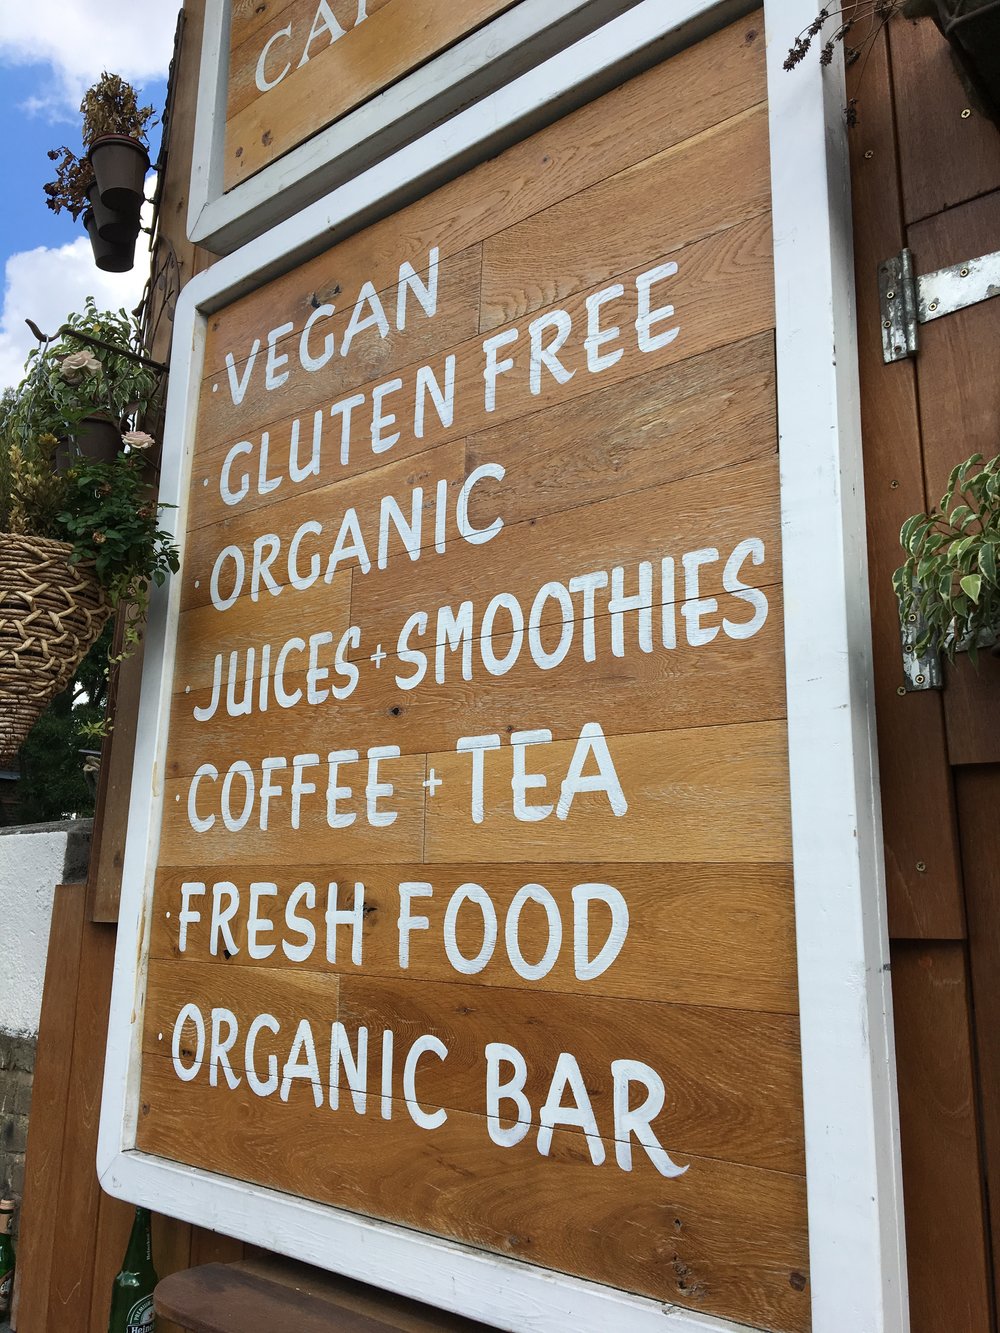 · VEGAN
· GLUTEN FREE
· ORGANIC
· JUICES + SMOOTHIES
· COFFEE + TEA
· FRESH FOOD
· ORGANIC BAR